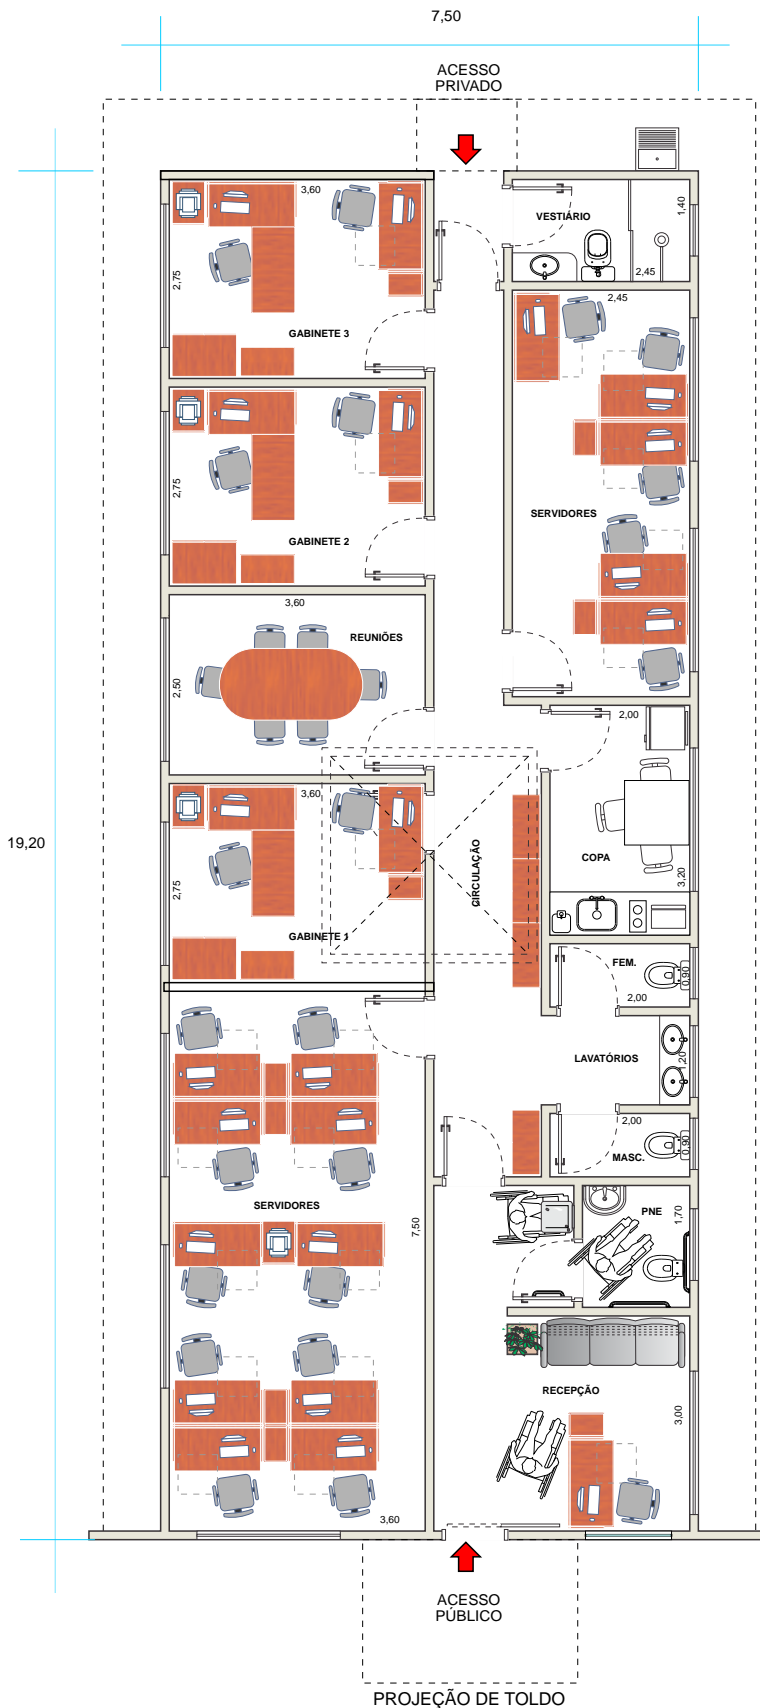 7,50
ACESSO
PRIVADO
3,60
VESTIÁRIO
1,40
2,75
2,45
2,45
GABINETE 3
2,75
SERVIDORES
GABINETE 2
3,60
REUNIÕES
2,50
2,00
3,60
19,20
CIRCULAÇÃO
COPA
3,20
2,75
GABINETE 1
FEM.
0,90
2,00
LAVATÓRIOS
1,20
2,00
MASC.
0,90
SERVIDORES
7,50
PNE
1,70
RECEPÇÃO
3,00
3,60
ACESSO
PÚBLICO
PROJEÇÃO DE TOLDO